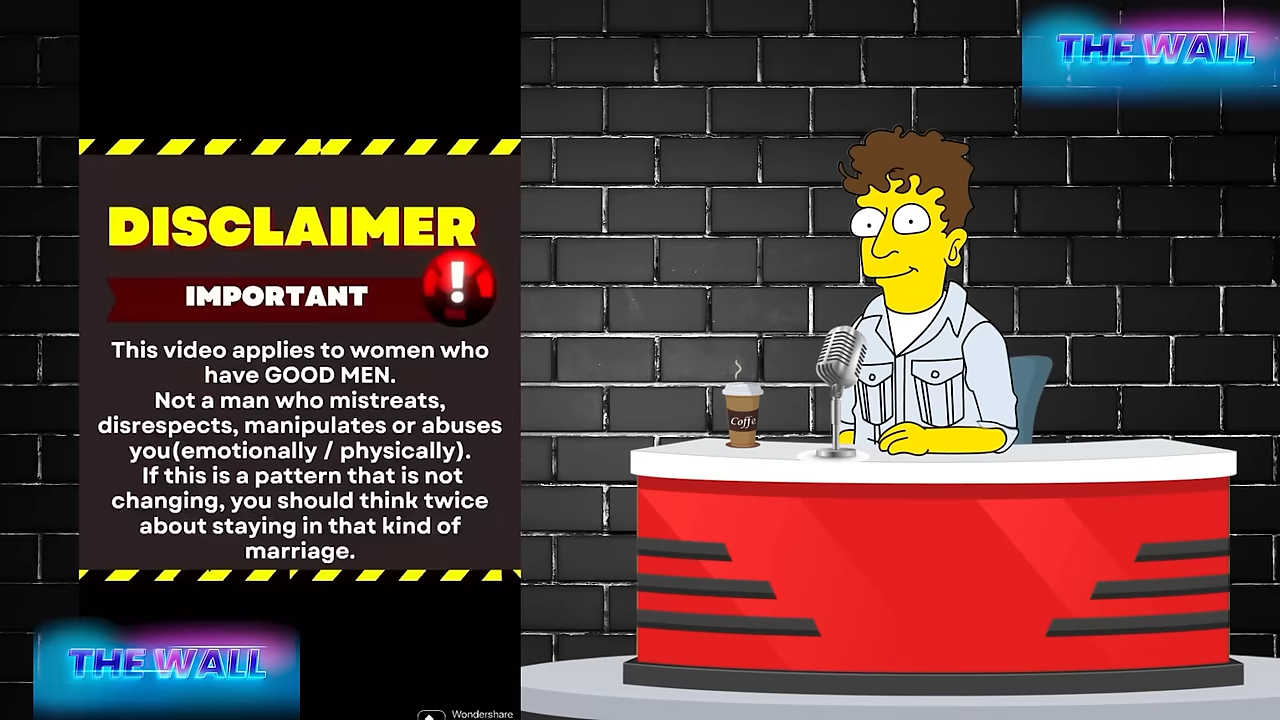 THE WALL
DISCLAIMER
IMPORTANT
This video applies to women who
have GOOD MEN.
Not a man who mistreats,
disrespects, manipulates or abuses
you(emotionally / physically).
If this is a pattern that is not
changing, you should think twice
about staying in that kind of
marriage.
Coffe
THE WALL
Wondershare